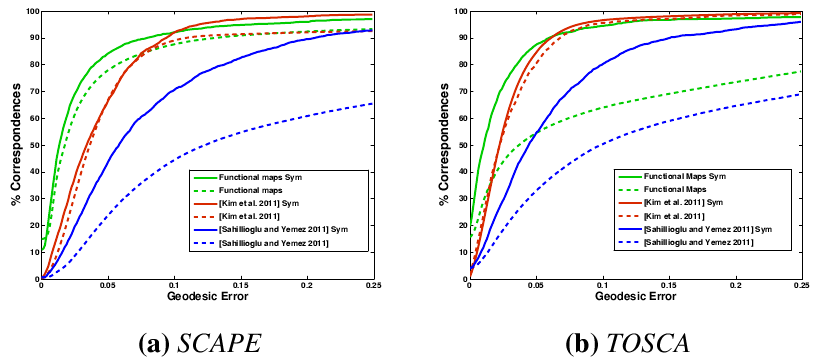 100
90
80
70
60
50
40
30
20
10
0
% Correspondences
Functional maps Sym
Functional maps
[Kim et al. 2011] Sym
[Kim et al. 2011]
[Sahillioglu and Yemez 2011] Sym
[Sahillioglu and Yemez 2011]
0 0.05 0.1 0.15 0.2 0.25
Geodesic Error
(a) SCAPE
100
90
80
70
60
50
40
30
20
10
0
% Correspondences
Functional Maps Sym
Functional Maps
[Kim et al. 2011] Sym
[Kim et al. 2011]
[Sahillioglu and Yemez 2011] Sym
[Sahillioglu and Yemez 2011]
0 0.05 0.1 0.15 0.2 0.25
Geodesic Error
(b) TOSCA